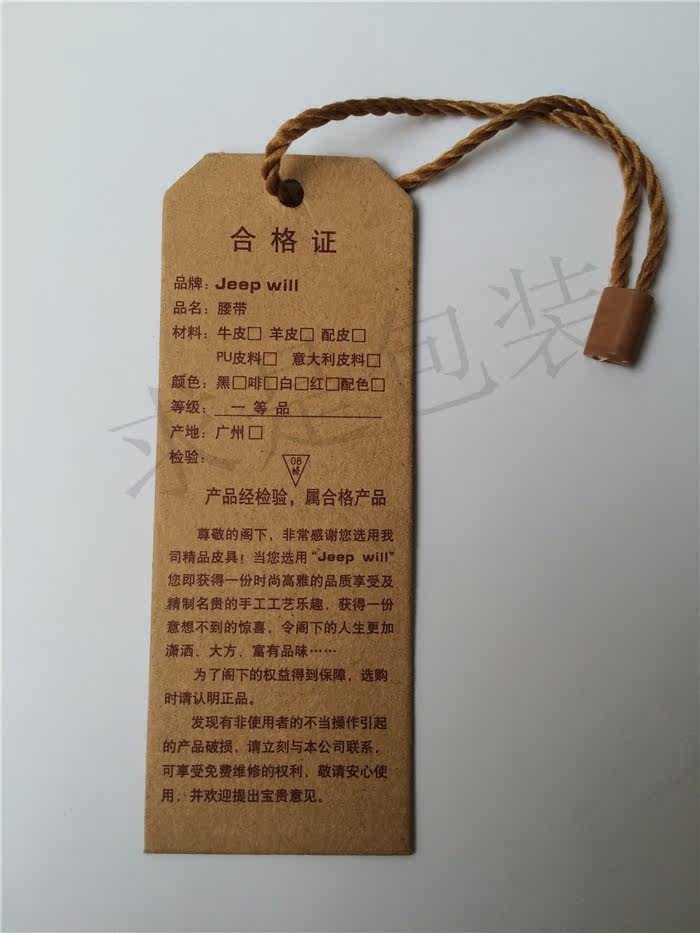 合格证
品牌：Jeep will
品名：腰带
材料：牛皮□ 羊皮□ 配皮□
PU皮料□ 意大利皮料□
颜色：黑□啡□白□红□配色□
等级：一等品
产地：广州□
检验：
08
产品经检验，属合格产品
尊敬的阁下，非常感谢您选用我
司精品皮具！当您选用“Jeep will”
您即获得一份时尚高雅的品质享受及
精制名贵的手工工艺乐趣，获得一份
意想不到的惊喜，令阁下的人生更加
潇洒、大方，富有品味……
为了阁下的权益得到保障，选购
时请认明正品。
发现有非使用者的不当操作引起
的产品破损，请立刻与本公司联系，
可享受免费维修的权利，敬请安心使
用，并欢迎提出宝贵意见。
求是包装